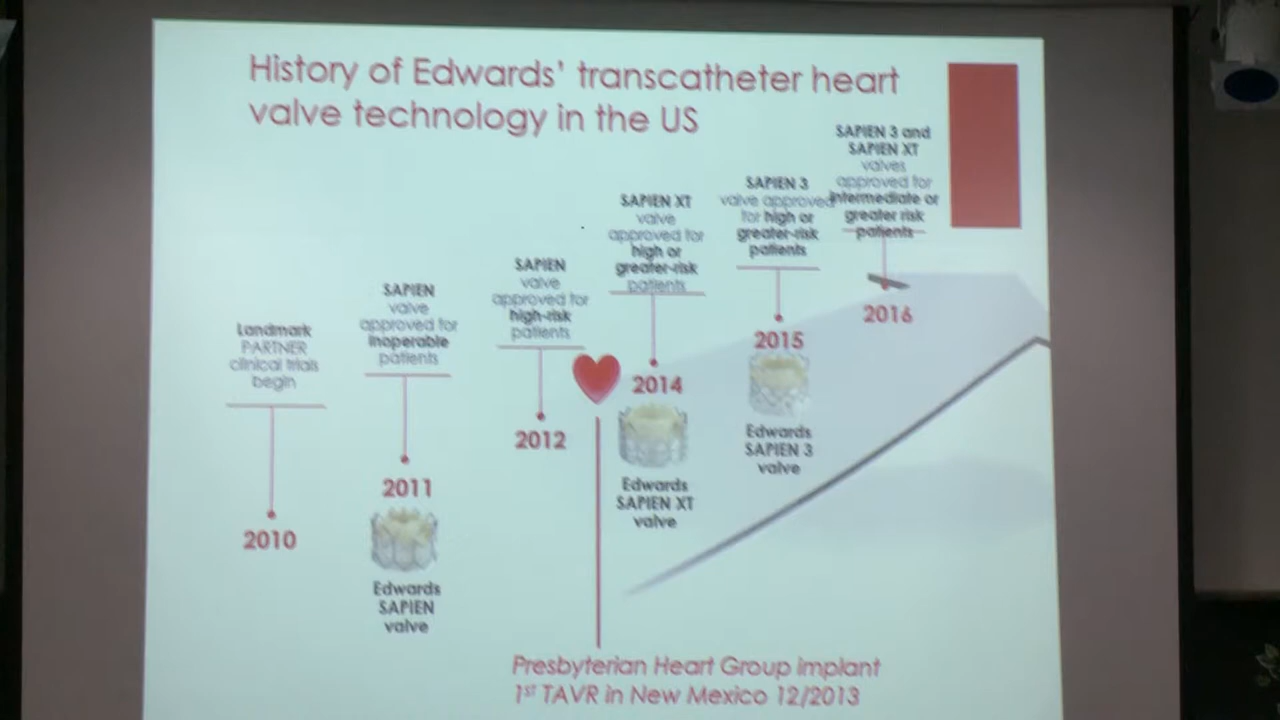 History of Edwards' transcatheter heart
valve technology in the US
Landmark
PARTNER
clinical trials
begin
2010
SAPIEN
valve
approved for
inoperable
patients
2011
Edwards
SAPIEN
valve
SAPIEN
valve
approved for
high-risk
patients
2012
SAPIEN XT
valve
approved for
high or
greater-risk
patients
2014
Edwards
SAPIEN XT
valve
SAPIEN 3
valve approved
for high or
greater-risk
patients
2015
Edwards
SAPIEN 3
valve
SAPIEN 3 and
SAPIEN XT
valves
approved for
intermediate or
greater risk
patients
2016
Presbyterian Heart Group implant
1st TAVR in New Mexico 12/2013